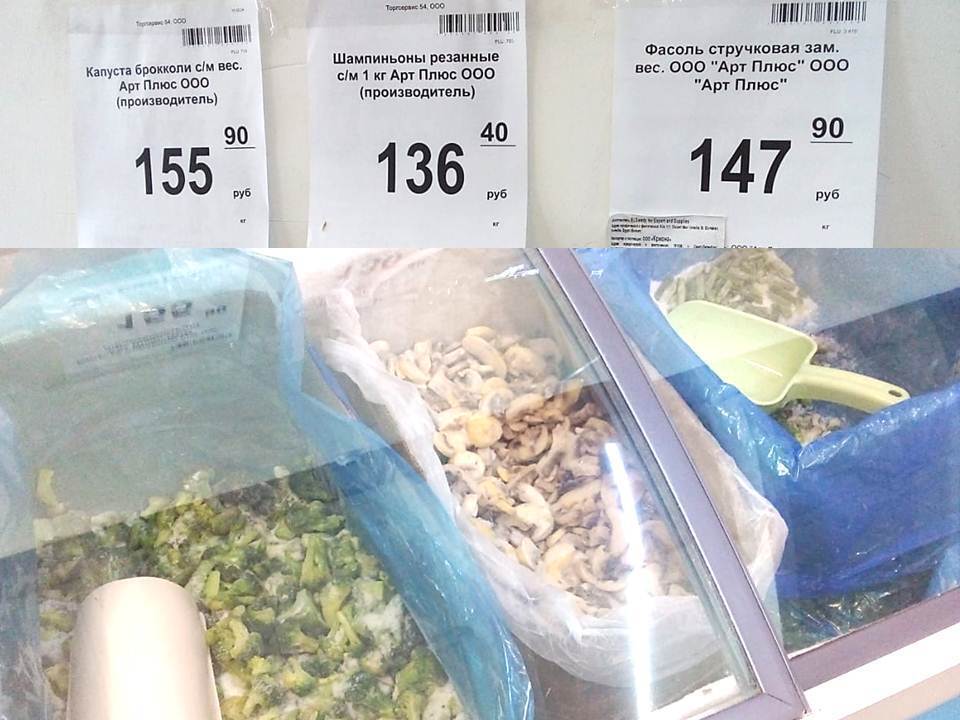 Торгсервис 54, ООО
Капуста брокколи с/м вес.
Арт Плюс ООО
(производитель)
155 90
руб
кг
Торгсервис 54, ООО
Шампиньоны резанные
с/м 1 кг Арт Плюс ООО
(производитель)
136 40
руб
кг
Фасоль стручковая зам.
вес. ООО "Арт Плюс" ООО
"Арт Плюс"
147 90
руб